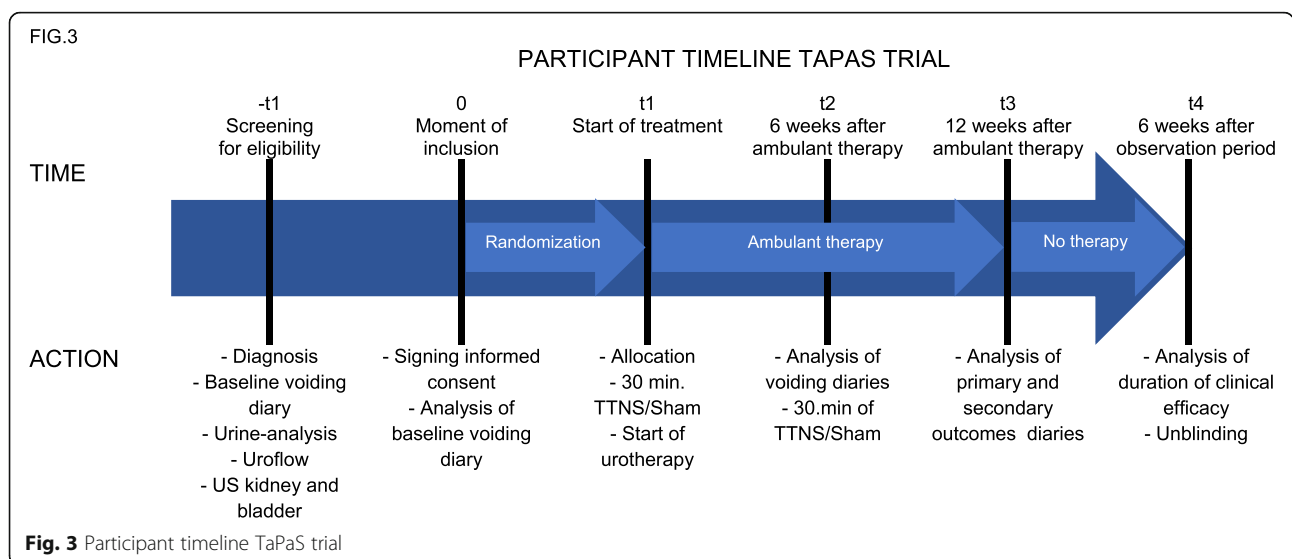 FIG.3
PARTICIPANT TIMELINE TAPAS TRIAL
-t1
Screening
for eligibility
0
Moment of
inclusion
t1
Start of treatment
t2
6 weeks after
ambulant therapy
t3
12 weeks after
ambulant therapy
t4
6 weeks after
observation period
TIME
Randomization
Ambulant therapy
No therapy
ACTION
- Diagnosis
- Baseline voiding
diary
- Urine-analysis
- Uroflow
- US kidney and
bladder
- Signing informed
consent
- Analysis of
baseline voiding
diary
- Allocation
- 30 min.
TTNS/Sham
- Start of
urotherapy
- Analysis of
voiding diaries
- 30.min of
TTNS/Sham
- Analysis of
primary and
secondary
outcomes diaries
- Analysis of
duration of clinical
efficacy
- Unblinding
Fig. 3 Participant timeline TaPaS trial